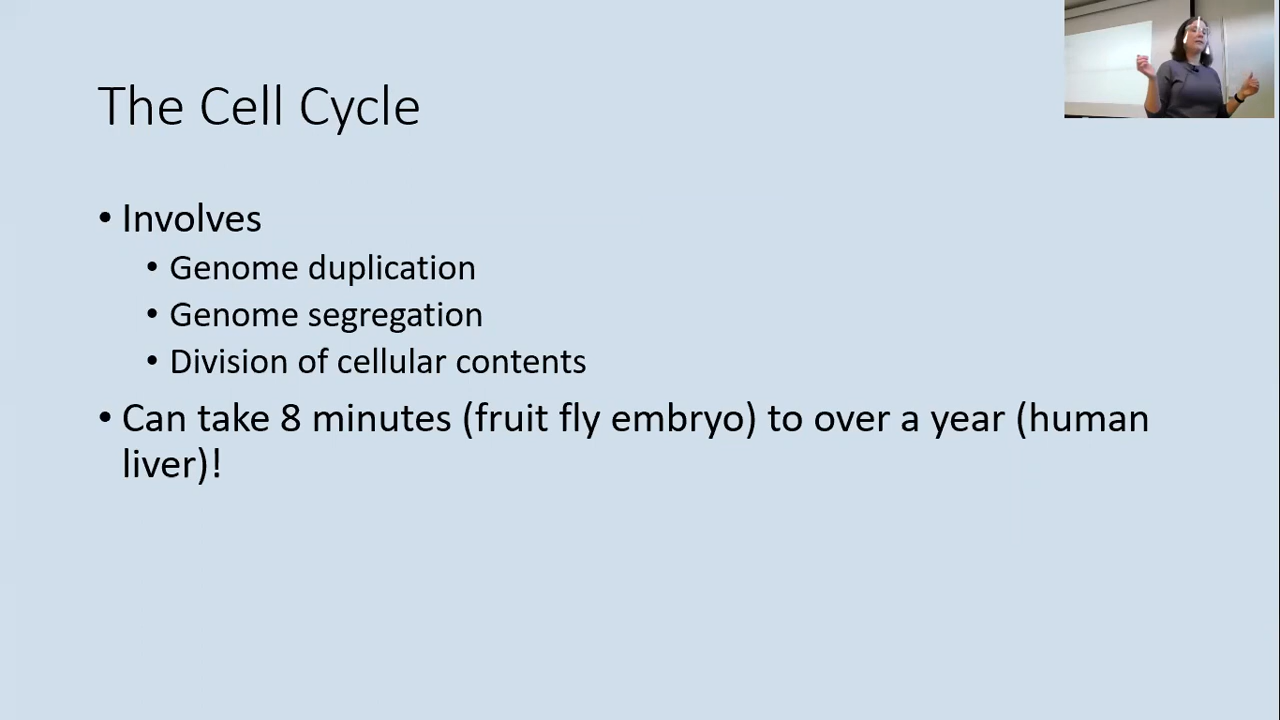 The Cell Cycle
• Involves
• Genome duplication
• Genome segregation
• Division of cellular contents
• Can take 8 minutes (fruit fly embryo) to over a year (human
liver)!